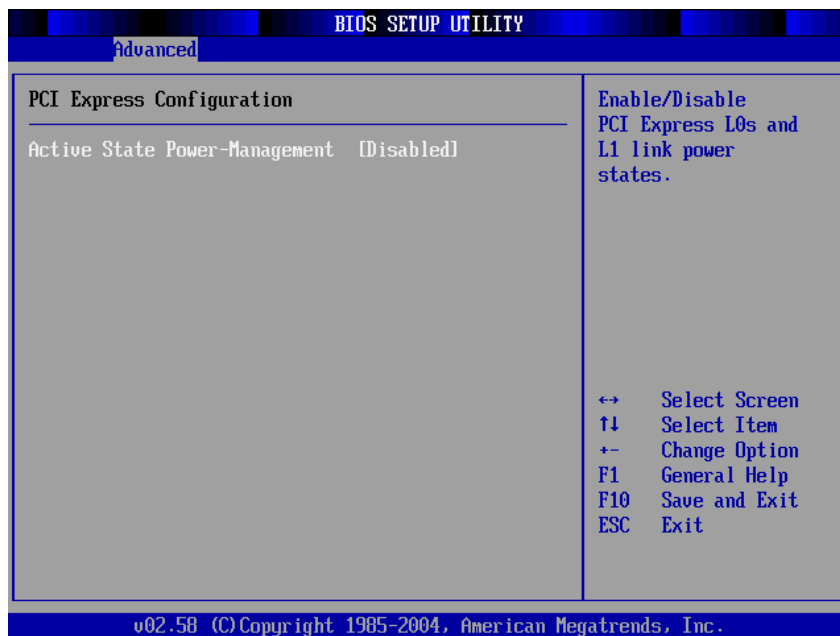 BIOS SETUP UTILITY
Advanced
PCI Express Configuration
Active State Power-Management [Disabled]
Enable/Disable
PCI Express L0s and
L1 link power
states.
↔ Select Screen
↑↓ Select Item
+- Change Option
F1 General Help
F10 Save and Exit
ESC Exit
v02.58 (C)Copyright 1985-2004, American Megatrends, Inc.